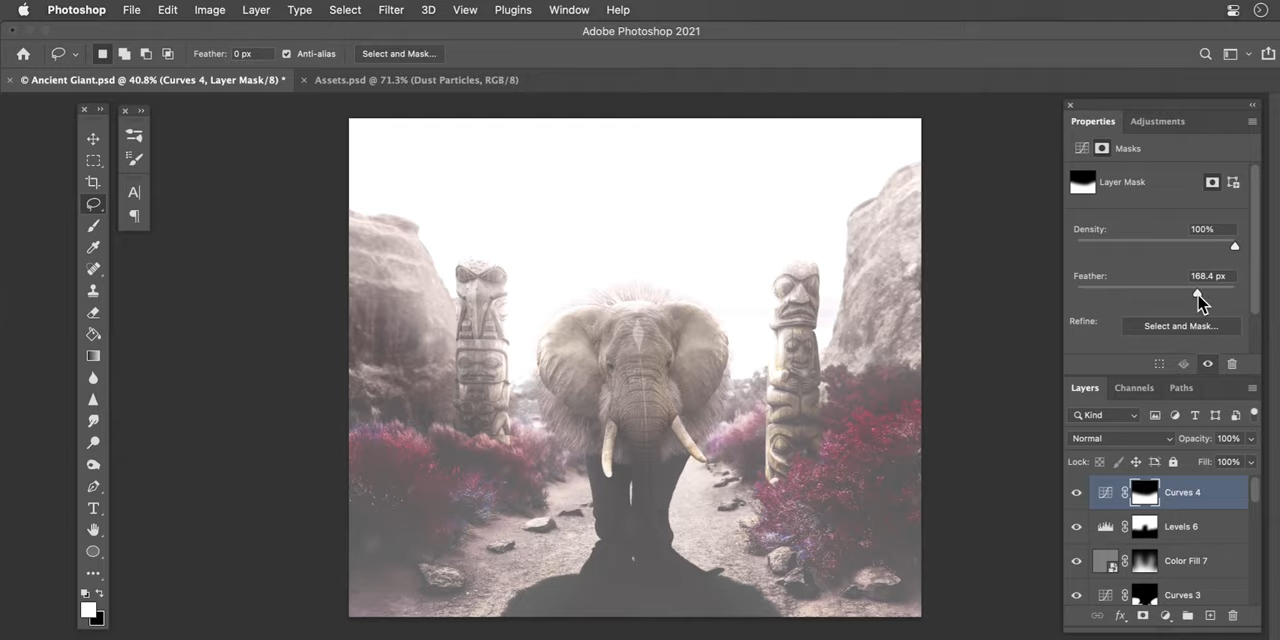 Photoshop File Edit Image Layer Type Select Filter 3D View Plugins Window Help
Adobe Photoshop 2021
Feather: 0 px Anti-alias Select and Mask...
© Ancient Giant.psd @ 40.8% (Curves 4, Layer Mask/8) *
Assets.psd @ 71.3% (Dust Particles, RGB/8)
Properties Adjustments
Masks
Layer Mask
Density: 100%
Feather: 168.4 px
Refine: Select and Mask...
Layers Channels Paths
Kind
Normal Opacity: 100%
Lock: Fill: 100%
Curves 4
Levels 6
Color Fill 7
Curves 3
A
T
fx